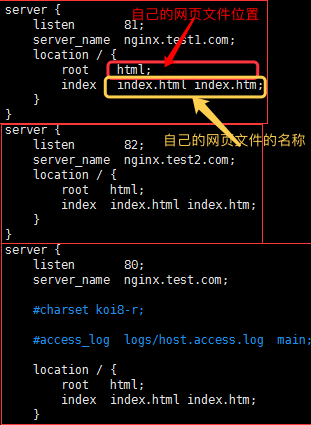 自己的网页文件位置
server {
listen 81;
server_name nginx.test1.com;
location / {
root html;
index index.html index.htm;
}
}
自己的网页文件的名称
server {
listen 82;
server_name nginx.test2.com;
location / {
root html;
index index.html index.htm;
}
}
server {
listen 80;
server_name nginx.test.com;
#charset koi8-r;
#access_log logs/host.access.log main;
location / {
root html;
index index.html index.htm;
}